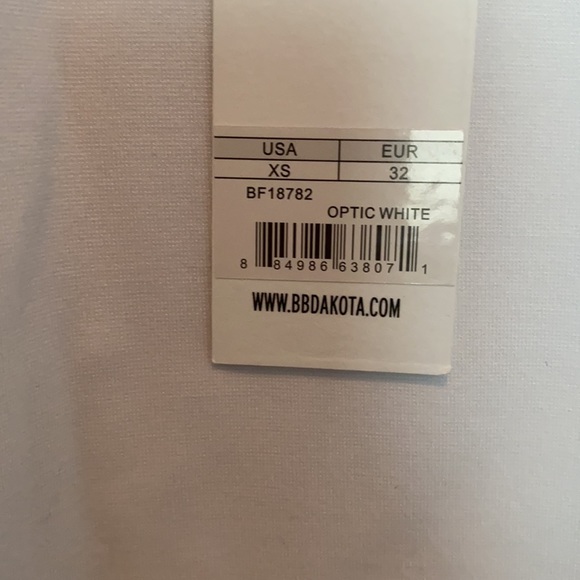 USA EUR
XS 32
BF18782
OPTIC WHITE
8 84986 63807 1
WWW.BBDAKOTA.COM